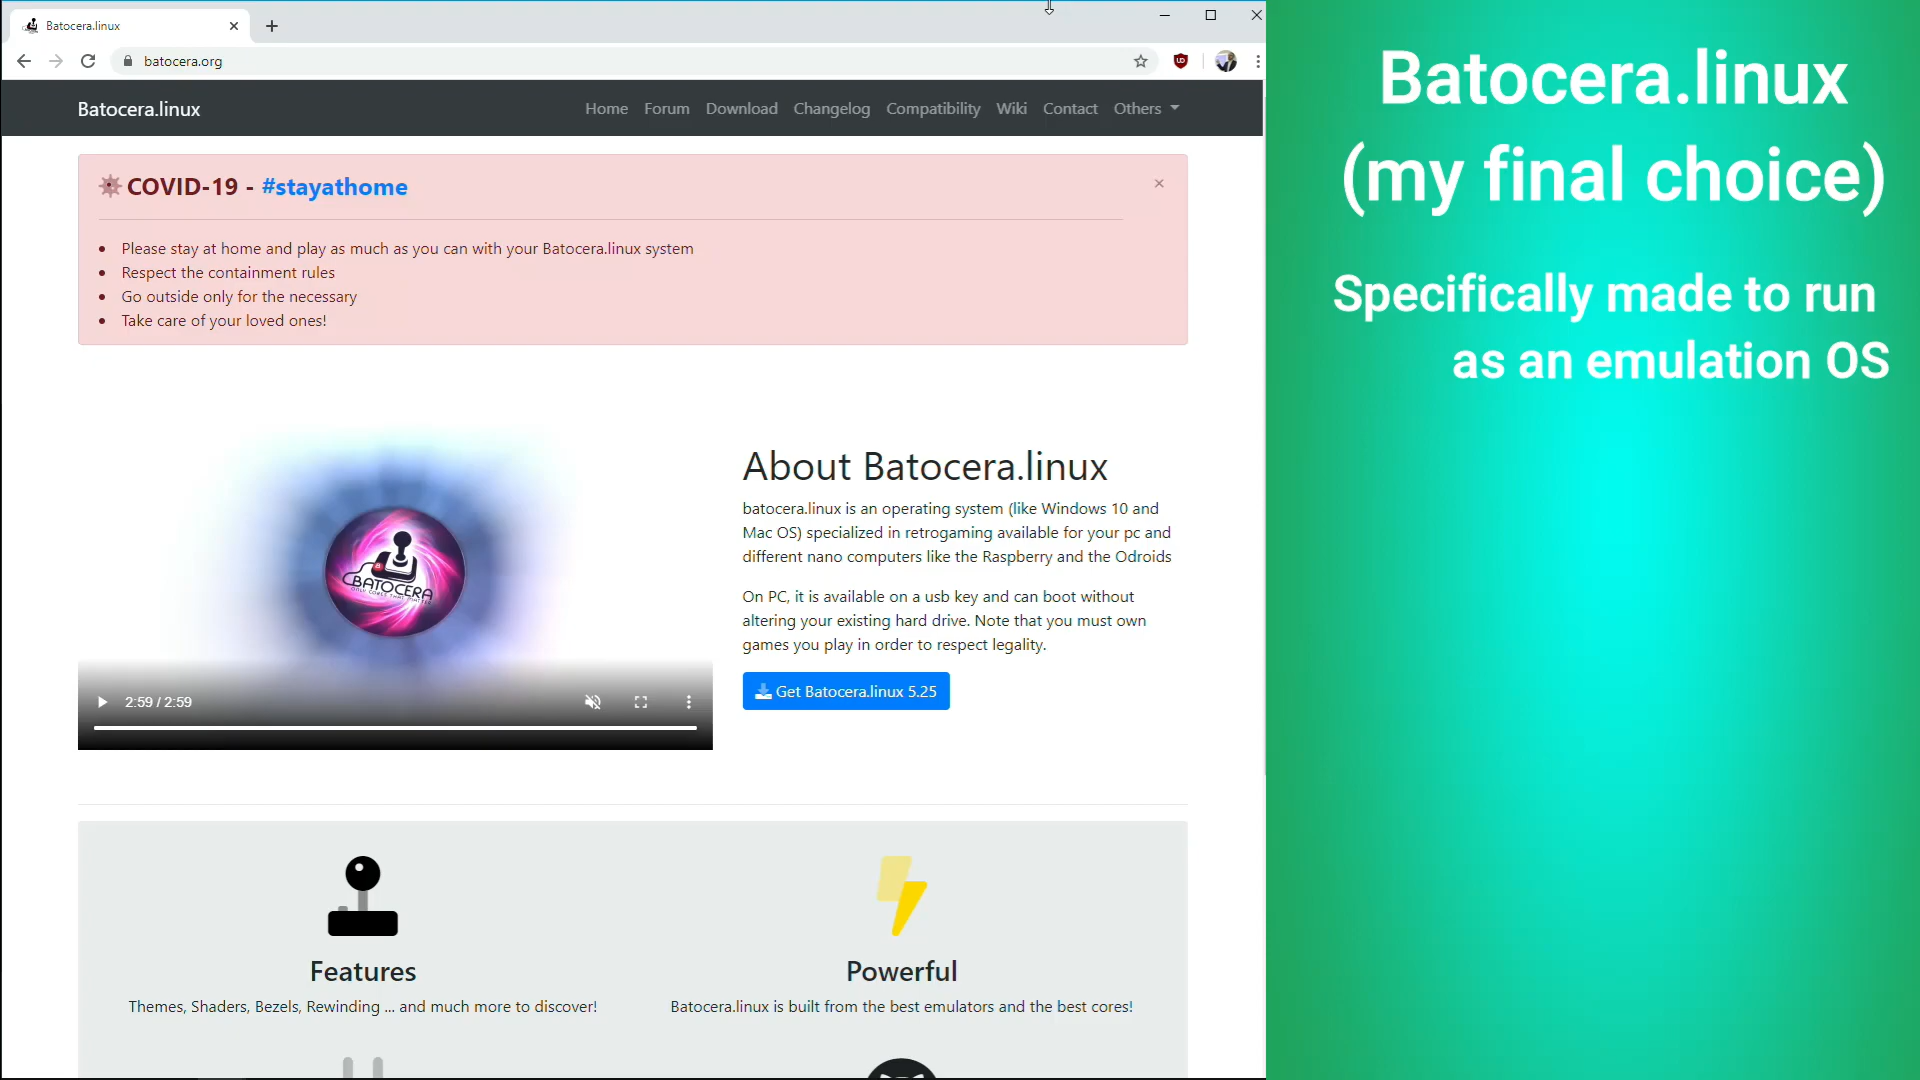 Batocera.linux
batocera.org
Batocera.linux
Home Forum Download Changelog Compatibility Wiki Contact Others
COVID-19 - #stayathome
Please stay at home and play as much as you can with your Batocera.linux system
Respect the containment rules
Go outside only for the necessary
Take care of your loved ones!
BATOCERA
About Batocera.linux
batocera.linux is an operating system (like Windows 10 and
Mac OS) specialized in retrogaming available for your pc and
different nano computers like the Raspberry and the Odroids
On PC, it is available on a usb key and can boot without
altering your existing hard drive. Note that you must own
games you play in order to respect legality.
Get Batocera.linux 5.25
2:59 / 2:59
Features
Themes, Shaders, Bezels, Rewinding ... and much more to discover!
Powerful
Batocera.linux is built from the best emulators and the best cores!
Batocera.linux
(my final choice)
Specifically made to run
as an emulation OS